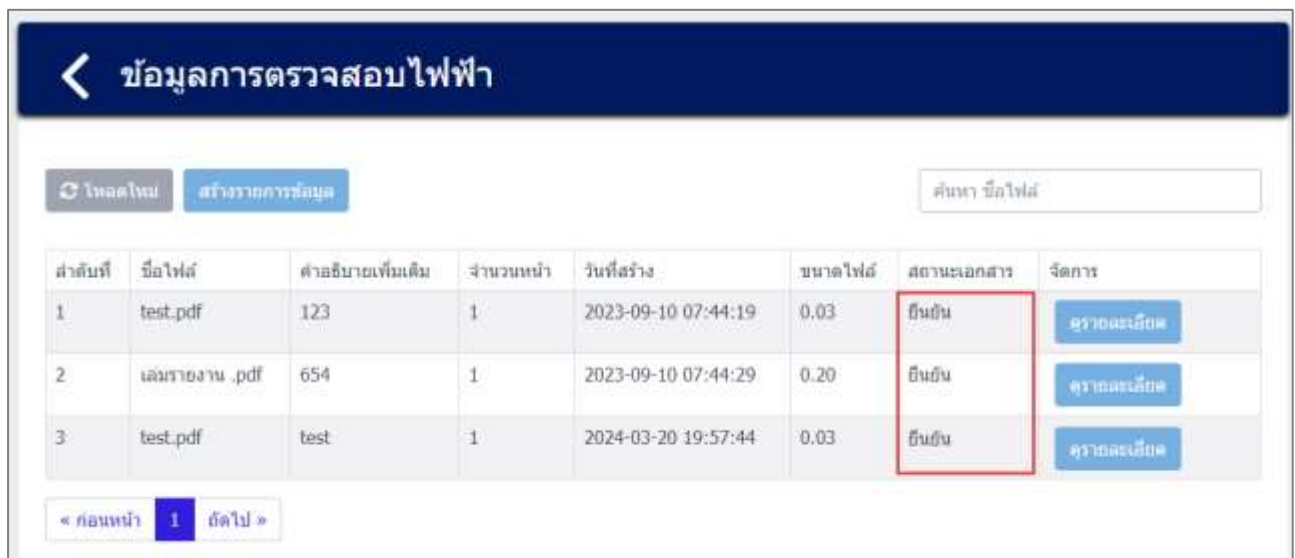 ข้อมูลการตรวจสอบไฟฟ้า
โหลดใหม่ สร้างรายการข้อมูล ค้นหา ชื่อไฟล์
ลำดับที่ ชื่อไฟล์ คำอธิบายเพิ่มเติม จำนวนหน้า วันที่สร้าง ขนาดไฟล์ สถานะเอกสาร จัดการ
1 test.pdf 123 1 2023-09-10 07:44:19 0.03 ยืนยัน ดูรายละเอียด
2 เล่มรายงาน .pdf 654 1 2023-09-10 07:44:29 0.20 ยืนยัน ดูรายละเอียด
3 test.pdf test 1 2024-03-20 19:57:44 0.03 ยืนยัน ดูรายละเอียด
« ก่อนหน้า 1 ถัดไป »